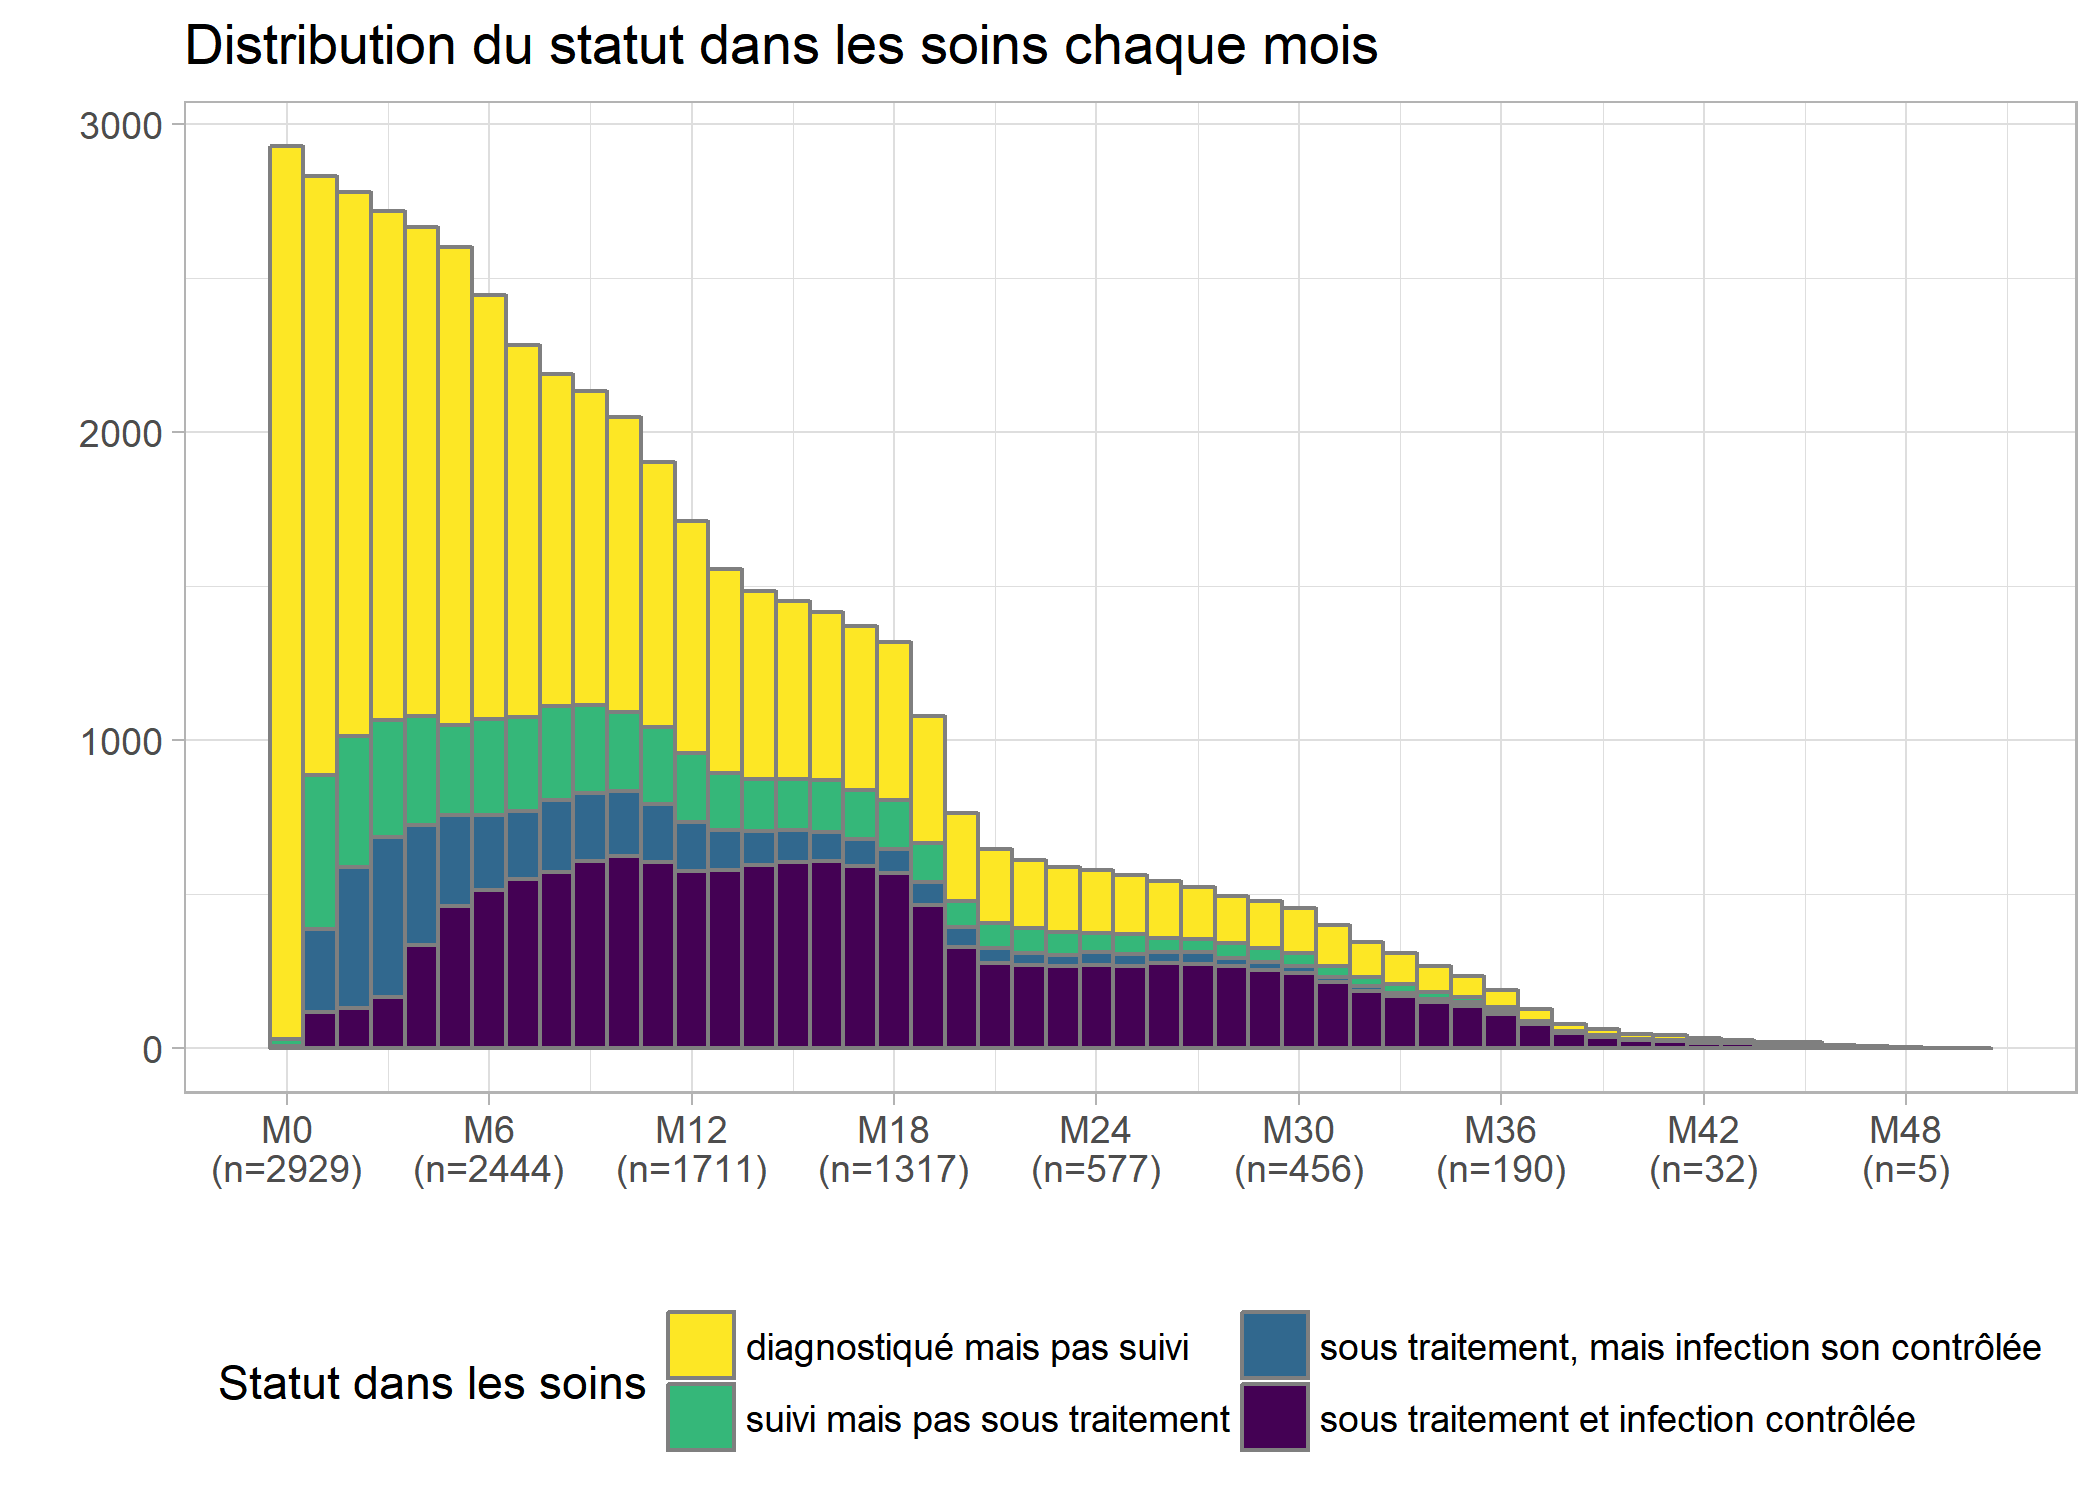 Distribution du statut dans les soins chaque mois
3000
2000
1000
0
M0 M6 M12 M18 M24 M30 M36 M42 M48
(n=2929) (n=2444) (n=1711) (n=1317) (n=577) (n=456) (n=190) (n=32) (n=5)
Statut dans les soins
diagnostiqué mais pas suivi
suivi mais pas sous traitement
sous traitement, mais infection son contrôlée
sous traitement et infection contrôlée